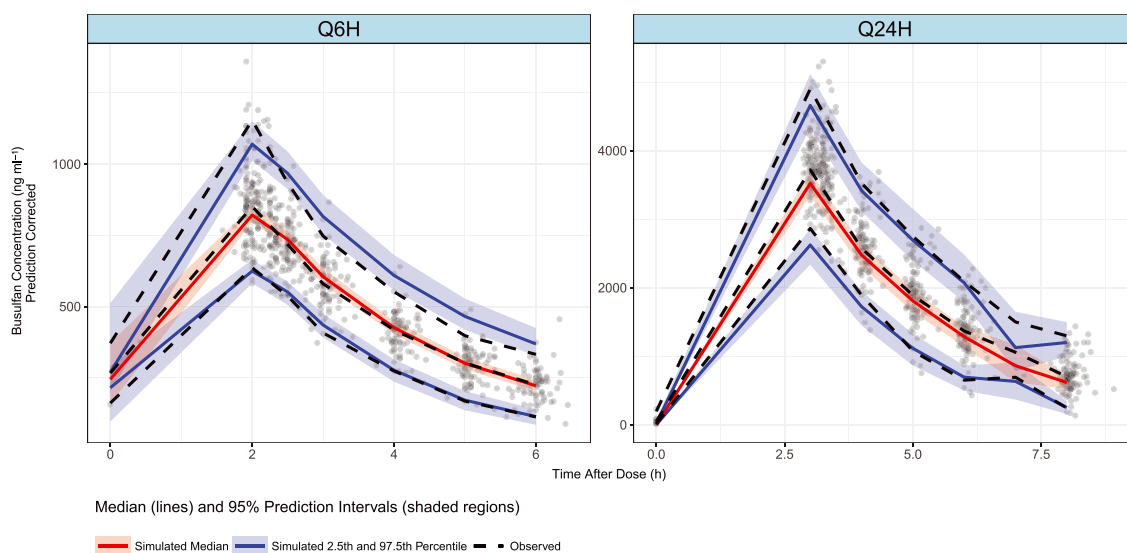 Q6H
Q24H
Busulfan Concentration (ng ml⁻¹)
Prediction Corrected
1000
500
0
2
4
6
4000
2000
0
0.0
2.5
5.0
7.5
Time After Dose (h)
Median (lines) and 95% Prediction Intervals (shaded regions)
Simulated Median
Simulated 2.5th and 97.5th Percentile
Observed